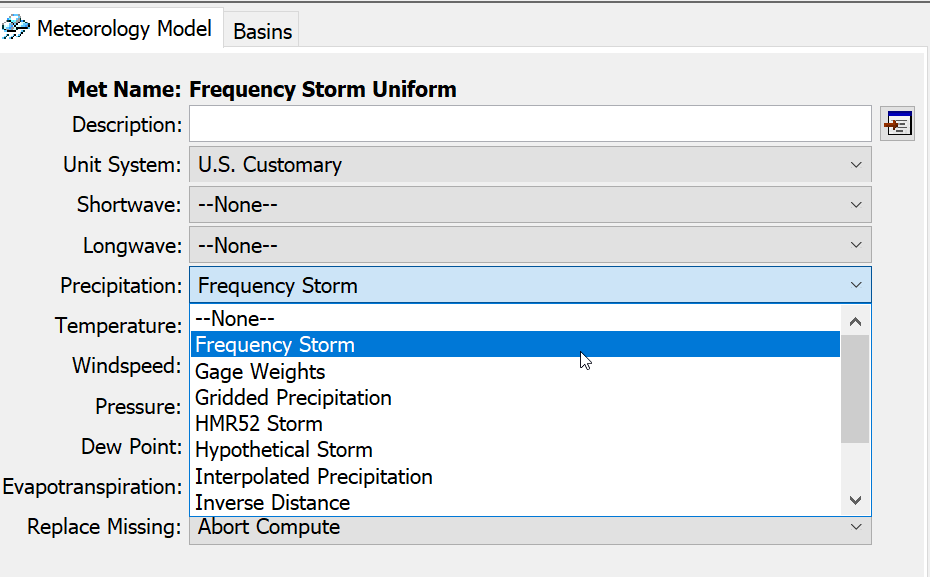 Meteorology Model
Basins
Met Name: Frequency Storm Uniform
Description:
Unit System: U.S. Customary
Shortwave: --None--
Longwave: --None--
Precipitation: Frequency Storm
--None--
Temperature:
Frequency Storm
Windspeed:
Gage Weights
Gridded Precipitation
Pressure:
HMR52 Storm
Dew Point:
Hypothetical Storm
Evapotranspiration:
Interpolated Precipitation
Inverse Distance
Replace Missing: Abort Compute